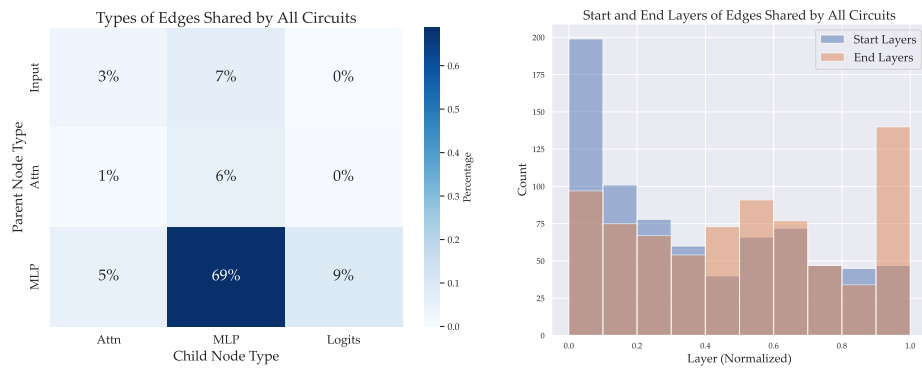 Types of Edges Shared by All Circuits
Input
Attn
MLP
Parent Node Type
3% 7% 0%
1% 6% 0%
5% 69% 9%
Attn MLP Logits
Child Node Type
0.6
0.5
0.4
0.3
0.2
0.1
0.0
Percentage
Start and End Layers of Edges Shared by All Circuits
Start Layers
End Layers
200
175
150
125
100
75
50
25
0
Count
0.0 0.2 0.4 0.6 0.8 1.0
Layer (Normalized)